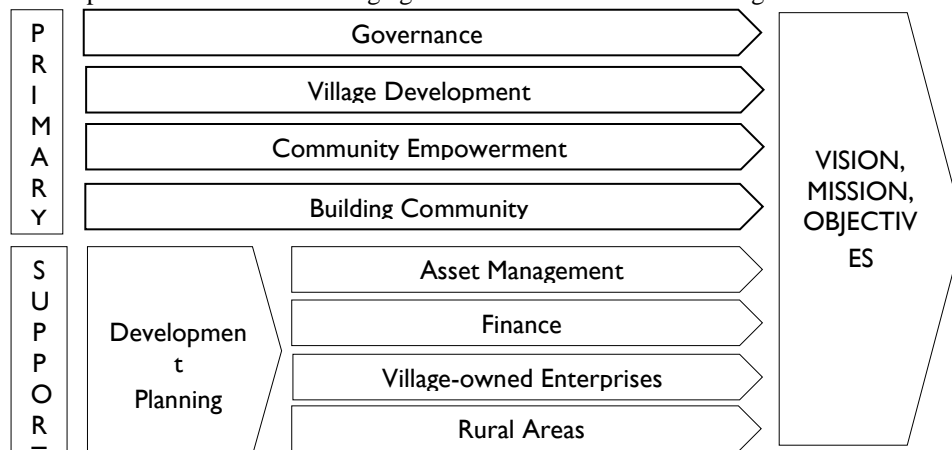 P
R
I
M
A
R
Y
Governance
Village Development
Community Empowerment
Building Community
S
U
P
P
O
R
T
Developmen
t
Planning
Asset Management
Finance
Village-owned Enterprises
Rural Areas
VISION,
MISSION,
OBJECTIV
ES